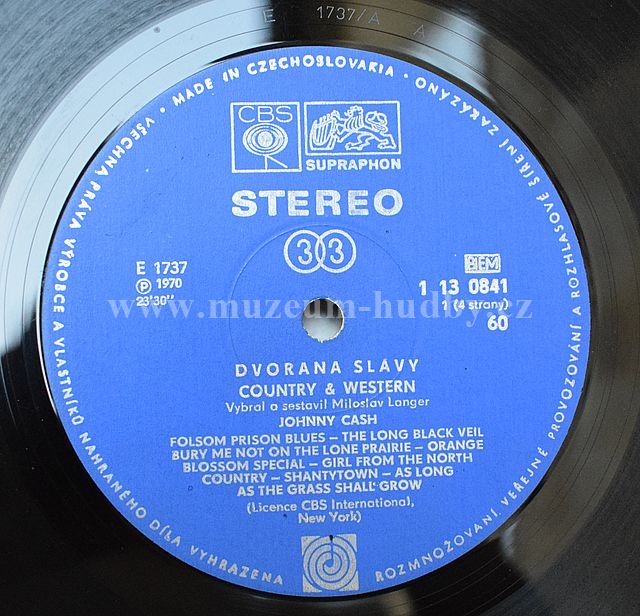 E 1737/A A
VŠECHNA PRÁVA VÝROBCE A VLASTNÍKŮ NAHRANÉHO DÍLA VYHRAZENA
• MADE IN CZECHOSLOVAKIA •
ROZMNOŽOVÁNÍ, VEŘEJNÉ PROVOZOVÁNÍ A ROZHLASOVÉ ŠÍŘENÍ ZAKÁZÁNO
CBS
SUPRAPHON
STEREO
33
E 1737
Ⓟ 1970
23'30''
BIEM
1 13 0841
1 (4 strany)
60
www.muzeum-hudby.cz
DVORANA SLÁVY
COUNTRY & WESTERN
Vybral a sestavil Miloslav Langer
JOHNNY CASH
FOLSOM PRISON BLUES – THE LONG BLACK VEIL
BURY ME NOT ON THE LONE PRAIRIE – ORANGE
BLOSSOM SPECIAL – GIRL FROM THE NORTH
COUNTRY – SHANTYTOWN – AS LONG
AS THE GRASS SHALL GROW
(Licence CBS International,
New York)